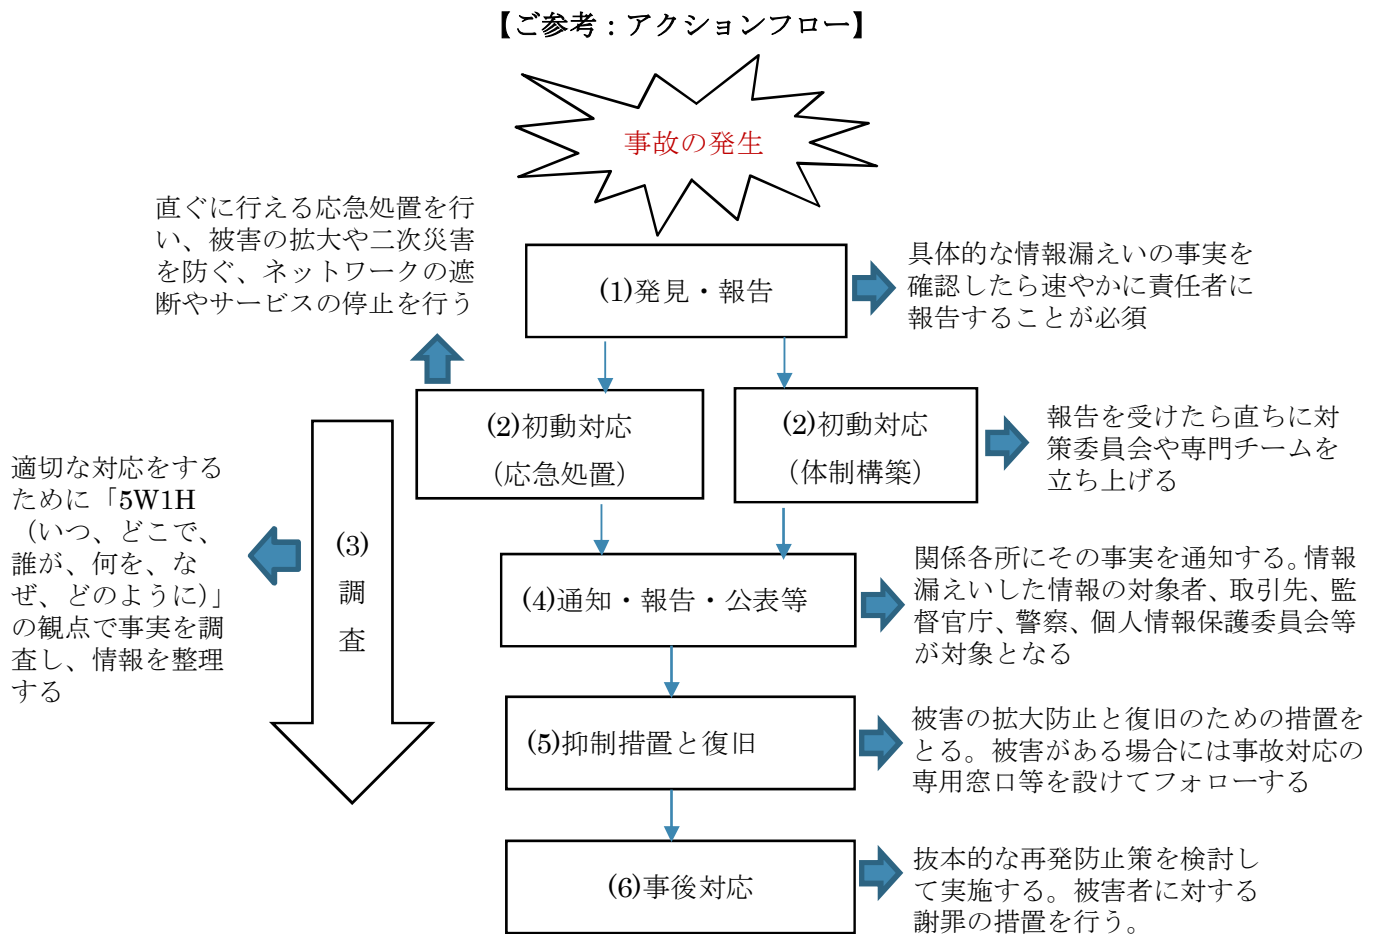 【ご参考：アクションフロー】
事故の発生
直ぐに行える応急処置を行
い、被害の拡大や二次災害
を防ぐ、ネットワークの遮
断やサービスの停止を行う
(1)発見・報告
具体的な情報漏えいの事実を
確認したら速やかに責任者に
報告することが必須
(2)初動対応
（応急処置）
(2)初動対応
（体制構築）
報告を受けたら直ちに対
策委員会や専門チームを
立ち上げる
適切な対応をする
ために「5W1H
（いつ、どこで、
誰が、何を、な
ぜ、どのように）」
の観点で事実を調
査し、情報を整理
する
(3)
調
査
(4)通知・報告・公表等
関係各所にその事実を通知する。情報
漏えいした情報の対象者、取引先、監
督官庁、警察、個人情報保護委員会等
が対象となる
(5)抑制措置と復旧
被害の拡大防止と復旧のための措置を
とる。被害がある場合には事故対応の
専用窓口等を設けてフォローする
(6)事後対応
抜本的な再発防止策を検討し
て実施する。被害者に対する
謝罪の措置を行う。